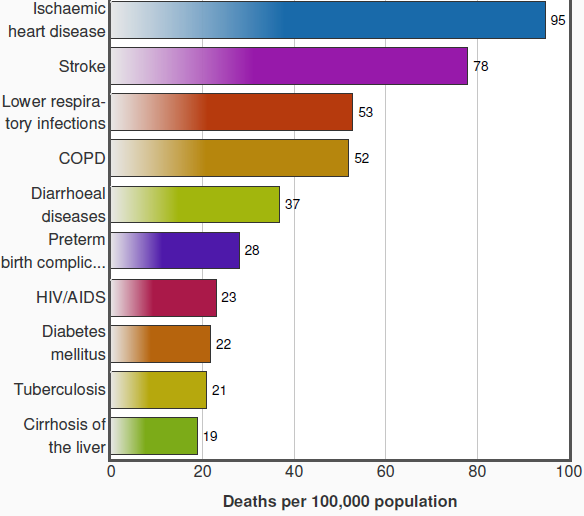 Ischaemic
heart disease
95
Stroke
78
Lower respira-
tory infections
53
COPD
52
Diarrhoeal
diseases
37
Preterm
birth complic...
28
HIV/AIDS
23
Diabetes
mellitus
22
Tuberculosis
21
Cirrhosis of
the liver
19
0 20 40 60 80 100
Deaths per 100,000 population